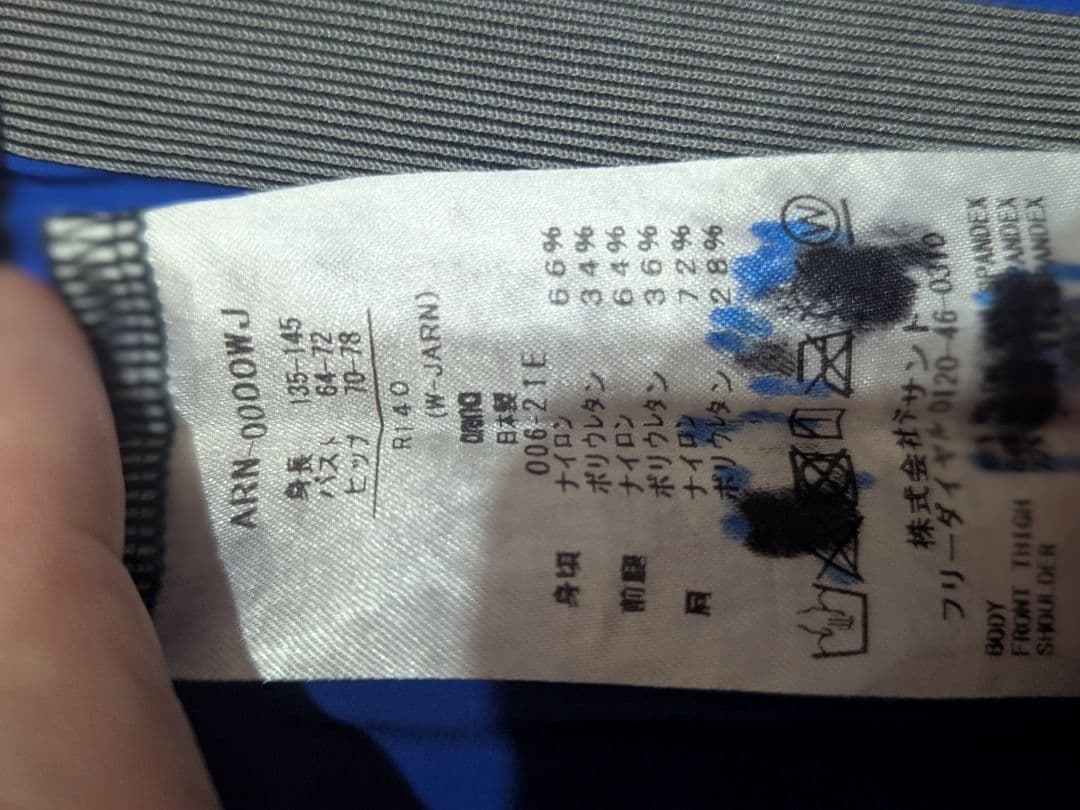 ARN-0000WJ
身長 135-145
バスト 64-72
ヒップ 70-78
R140
(W-JARN)
arena
日本製
006-21E
身頃 ナイロン 66%
ポリウレタン 34%
前腿 ナイロン 64%
ポリウレタン 36%
肩 ナイロン 72%
ポリウレタン 28%
W
株式会社デサント
フリーダイヤル 0120-46-0310
BODY
FRONT THIGH
SHOULDER